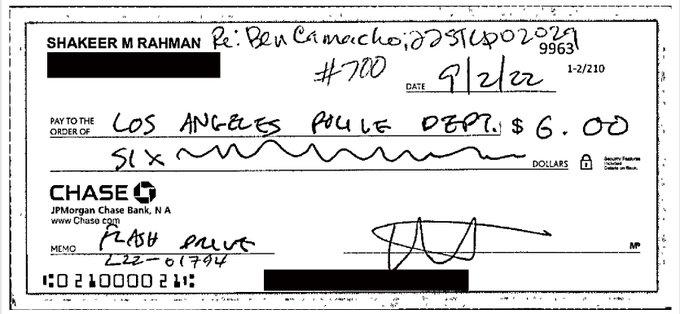 SHAKEER M RAHMAN Re: Ben Camacho, 22STCP02029
9963
#700
DATE 9/2/22 1-2/210
PAY TO THE ORDER OF LOS ANGELES POLICE DEPT. $ 6.00
SIX DOLLARS
Security Features Included Details on Back.
CHASE
JPMorgan Chase Bank, N A
www Chase com
MEMO FLASH DRIVE
L22-01794
MP
021000021